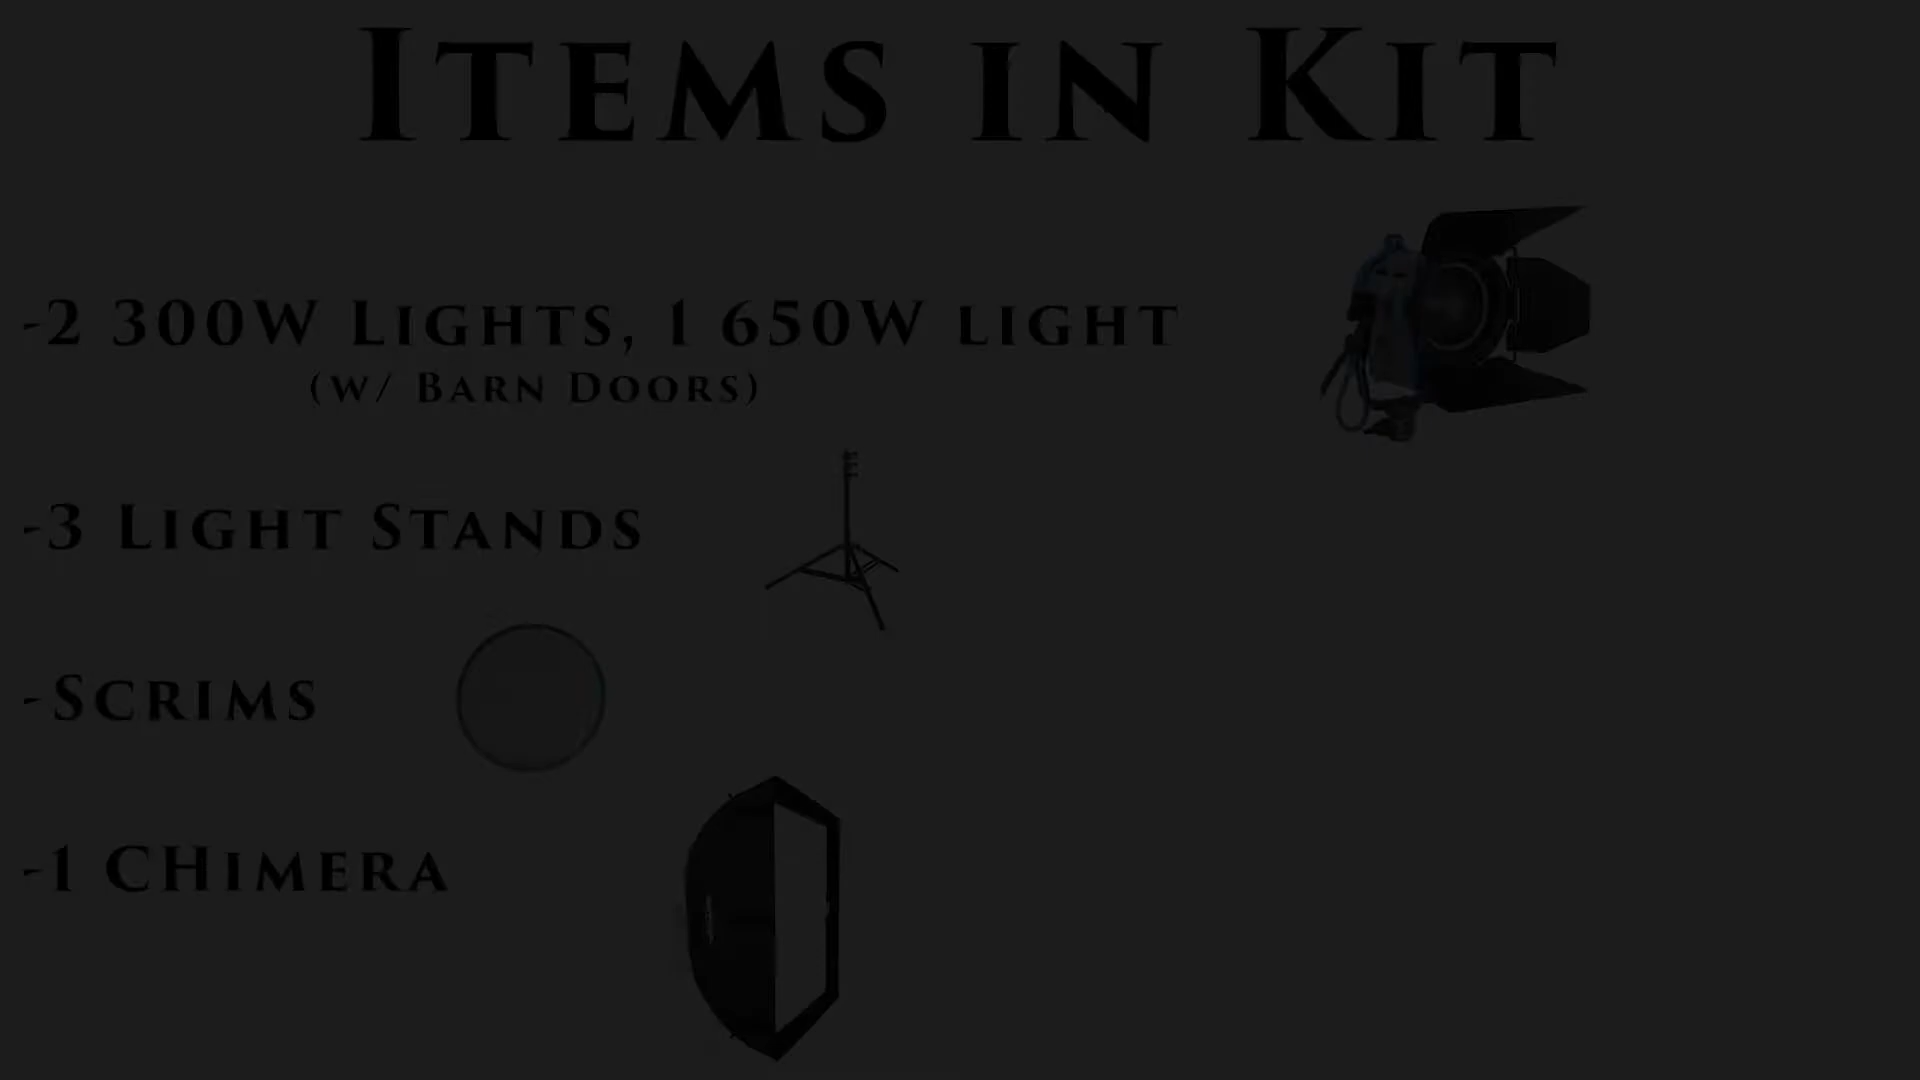 Items in Kit
-2 300W Lights, 1 650W light
(w/ Barn Doors)
-3 Light Stands
-Scrims
-1 CHimera